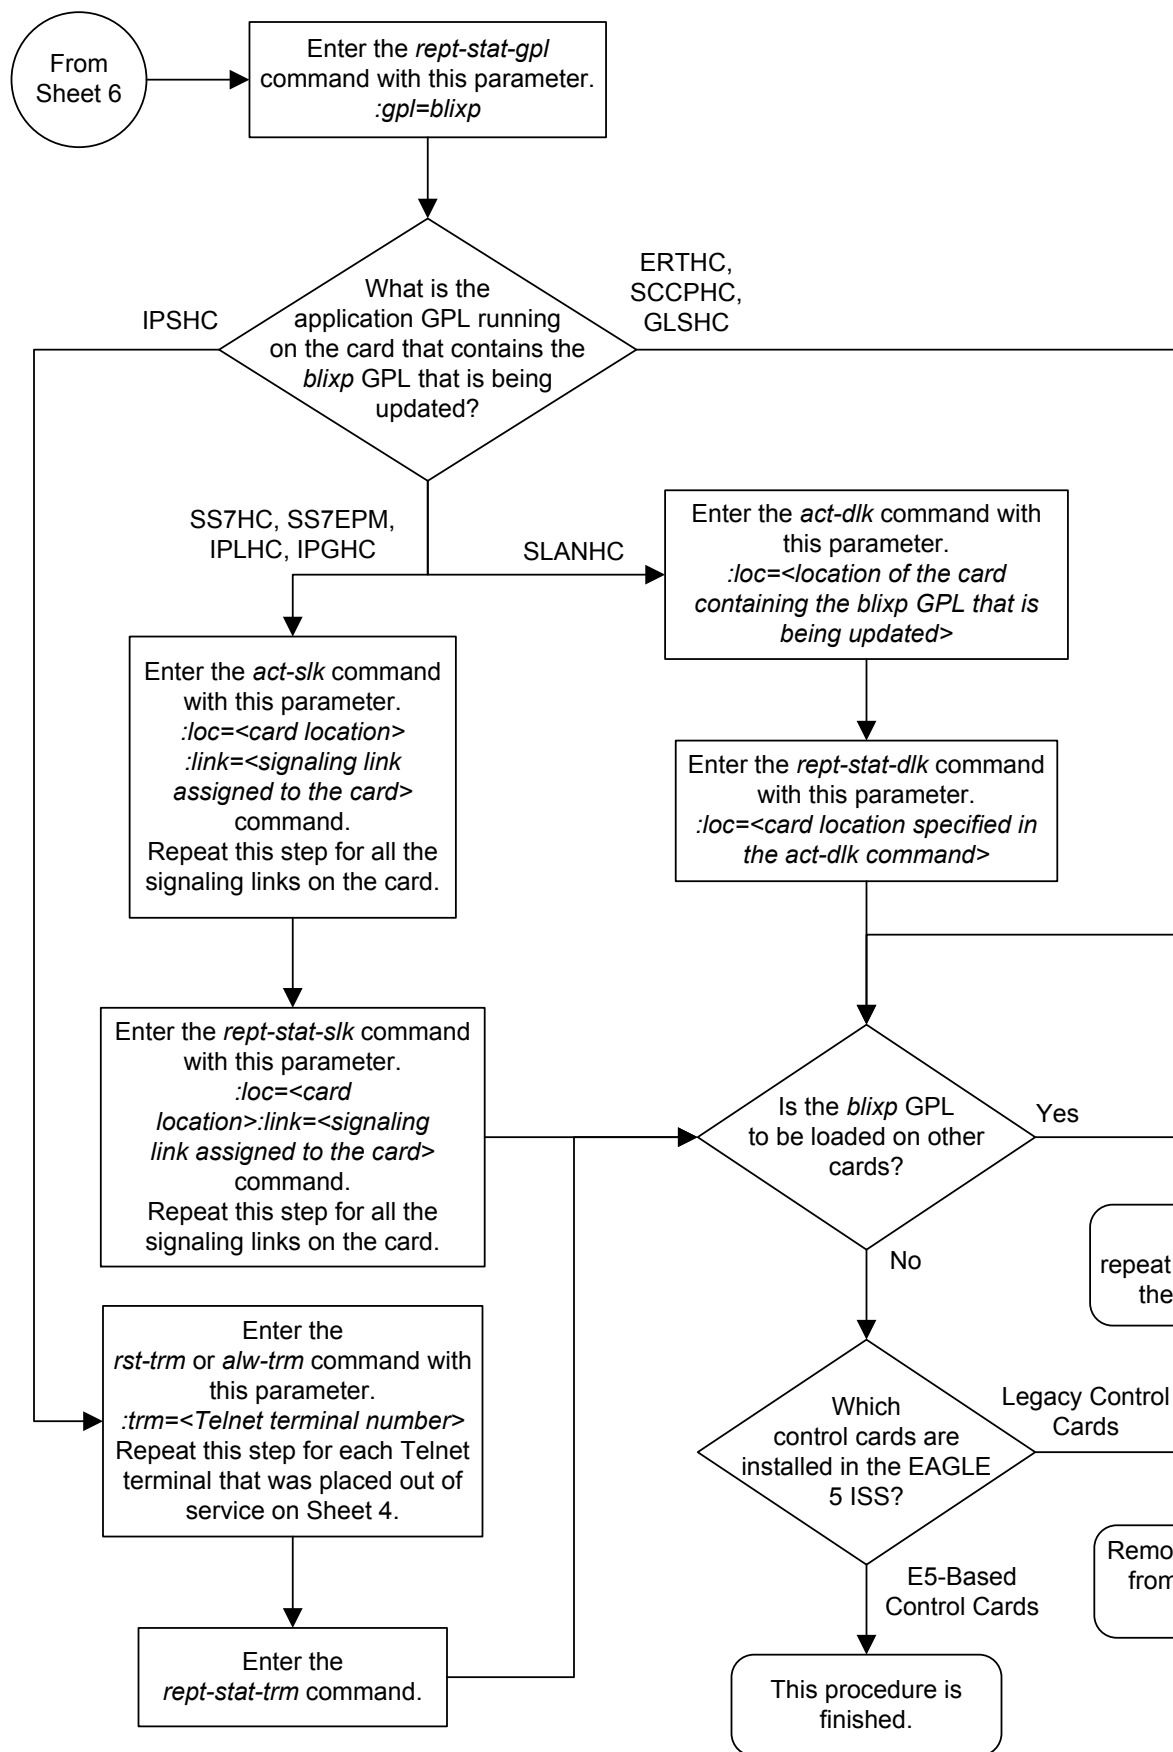 From
Sheet 6
Enter the rept-stat-gpl
command with this parameter.
:gpl=blixp
What is the
application GPL running
on the card that contains the
blixp GPL that is being
updated?
IPSHC
ERTHC,
SCCPHC,
GLSHC
SS7HC, SS7EPM,
IPLHC, IPGHC
SLANHC
Enter the act-dlk command with
this parameter.
:loc=<location of the card
containing the blixp GPL that is
being updated>
Enter the act-slk command
with this parameter.
:loc=<card location>
:link=<signaling link
assigned to the card>
command.
Repeat this step for all the
signaling links on the card.
Enter the rept-stat-dlk command
with this parameter.
:loc=<card location specified in
the act-dlk command>
Enter the rept-stat-slk command
with this parameter.
:loc=<card
location>:link=<signaling
link assigned to the card>
command.
Repeat this step for all the
signaling links on the card.
Is the blixp GPL
to be loaded on other
cards?
Yes
No
repeat
the
Enter the
rst-trm or alw-trm command with
this parameter.
:trm=<Telnet terminal number>
Repeat this step for each Telnet
terminal that was placed out of
service on Sheet 4.
Which
control cards are
installed in the EAGLE
5 ISS?
Legacy Control
Cards
E5-Based
Control Cards
Remo
from
Enter the
rept-stat-trm command.
This procedure is
finished.